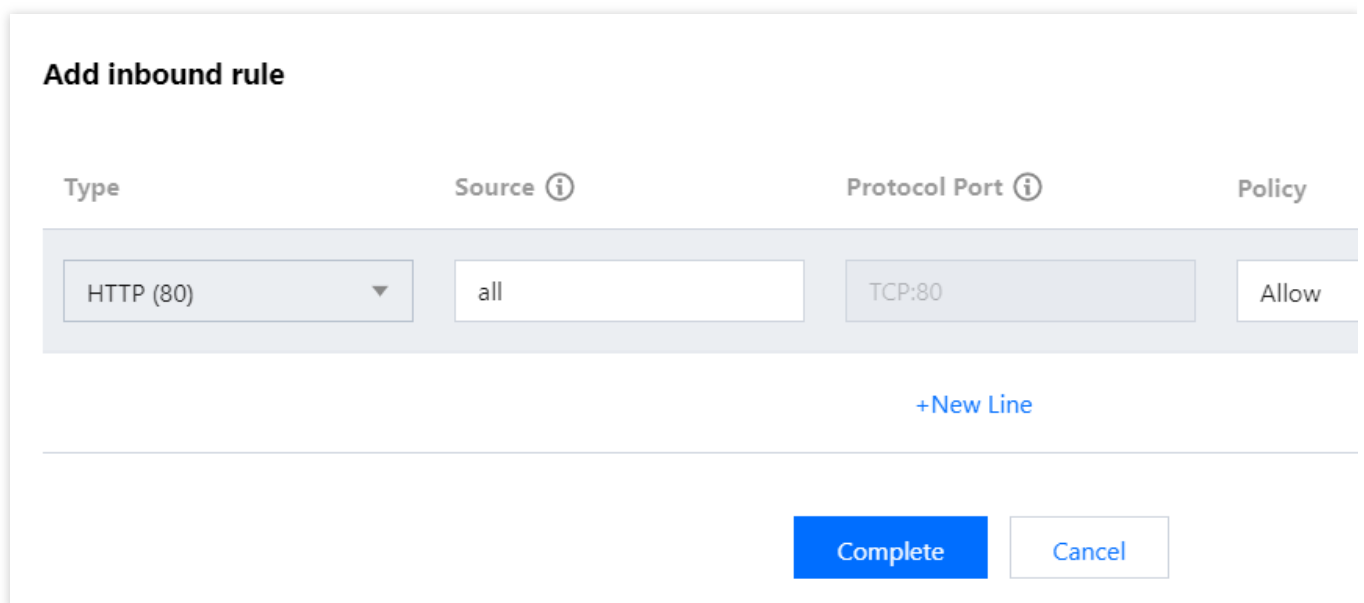 Add inbound rule
Type Source Protocol Port Policy
HTTP (80) all TCP:80 Allow
+New Line
Complete Cancel